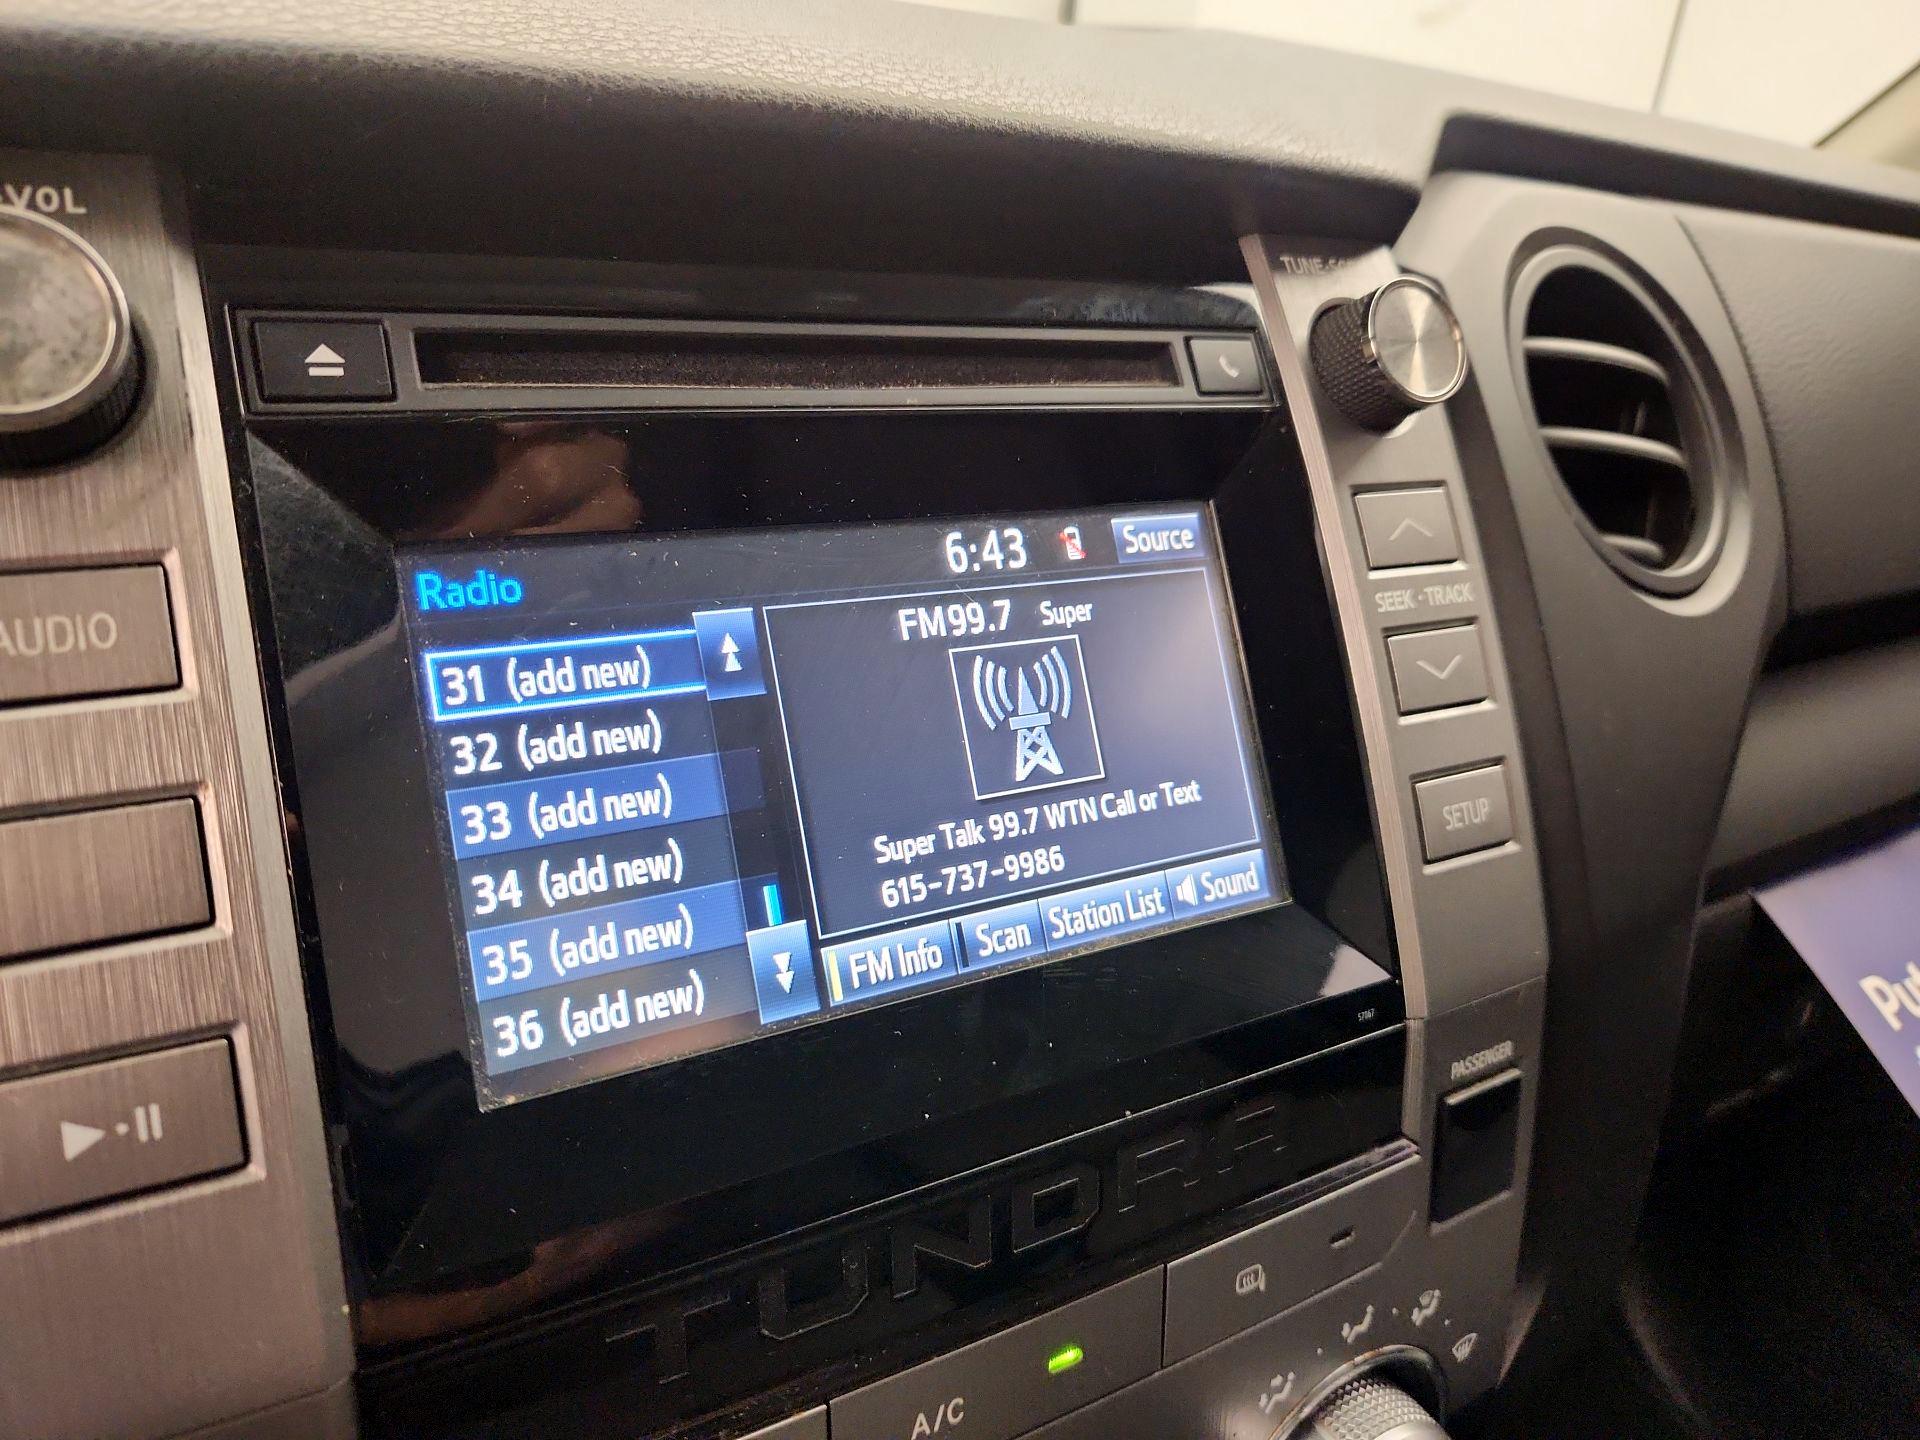 VOL
TUNE
6:43
Source
Radio
FM99.7 Super
31 (add new)
32 (add new)
33 (add new)
34 (add new)
35 (add new)
36 (add new)
Super Talk 99.7 WTN Call or Text
615-737-9986
FM Info
Scan
Station List
Sound
AUDIO
SEEK·TRACK
SETUP
57067
PASSENGER
TUNDRA
A/C